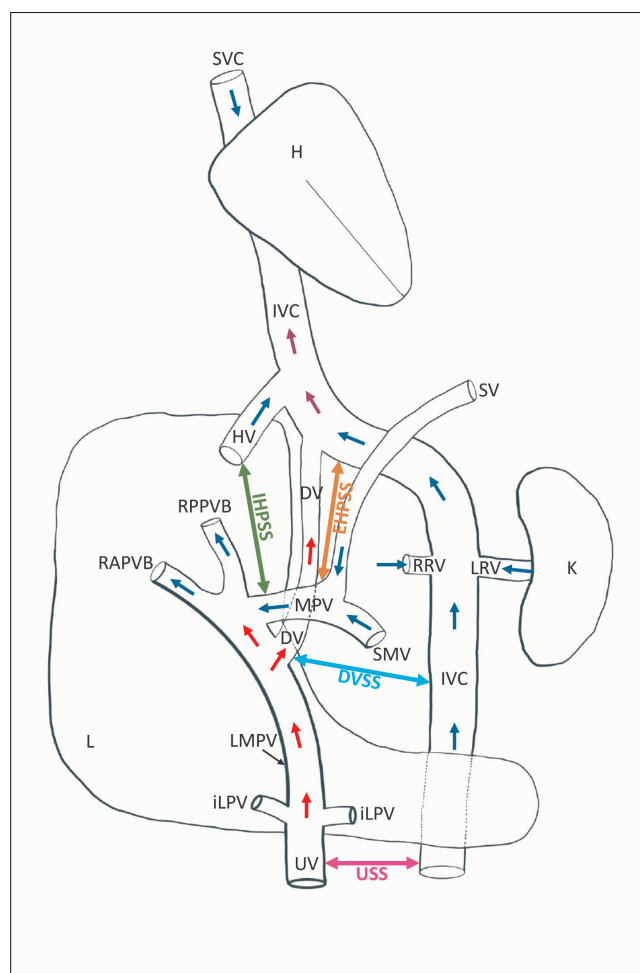 SVC
H
IVC
SV
HV
RPPVB
IHPSS
DV
EHPSS
RAPVB
RRV
LRV
K
MPV
DV
SMV
DVSS
IVC
L
LMPV
iLPV
iLPV
UV
USS